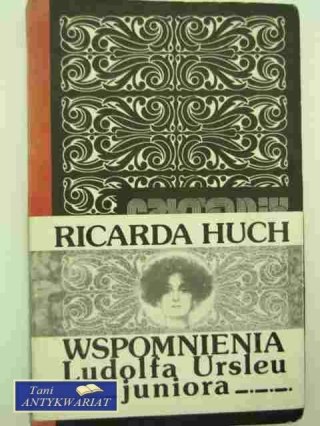 RICARDA HUCH
WSPOMNIENIA
Ludolfa Ursleu
juniora
Tani
ANTYKWARIAT